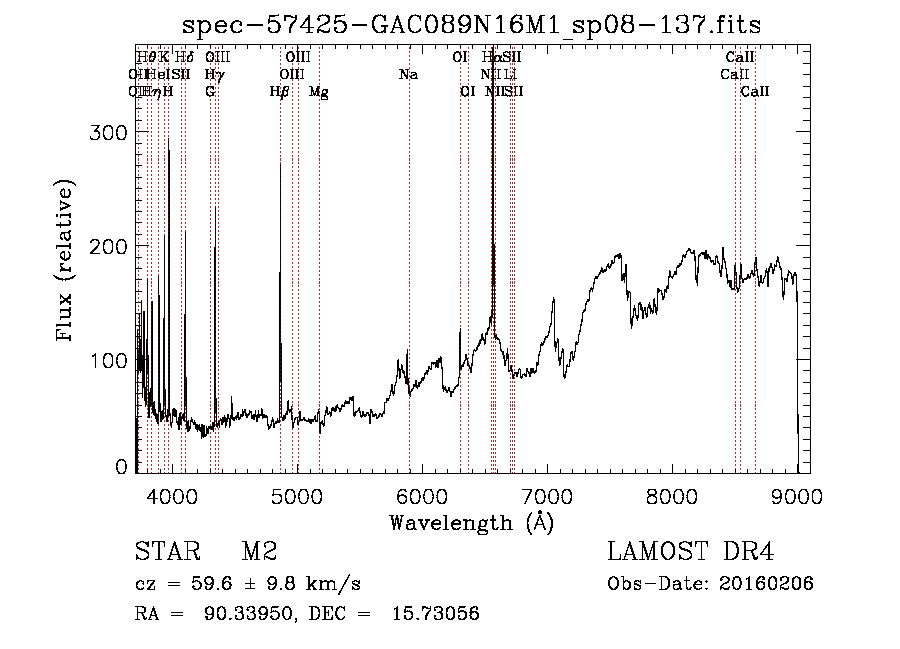 spec-57425-GAC089N16M1_sp08-137.fits
Hθ K Hδ OIII OIII OI Hα SII CaII
OII HeI SII Hγ OIII Na NII Li CaII
OII Hη H G Hβ Mg OI NII SII CaII
300
200
100
0
Flux (relative)
4000 5000 6000 7000 8000 9000
Wavelength (Å)
STAR M2 LAMOST DR4
cz = 59.6 ± 9.8 km/s Obs-Date: 20160206
RA = 90.33950, DEC = 15.73056